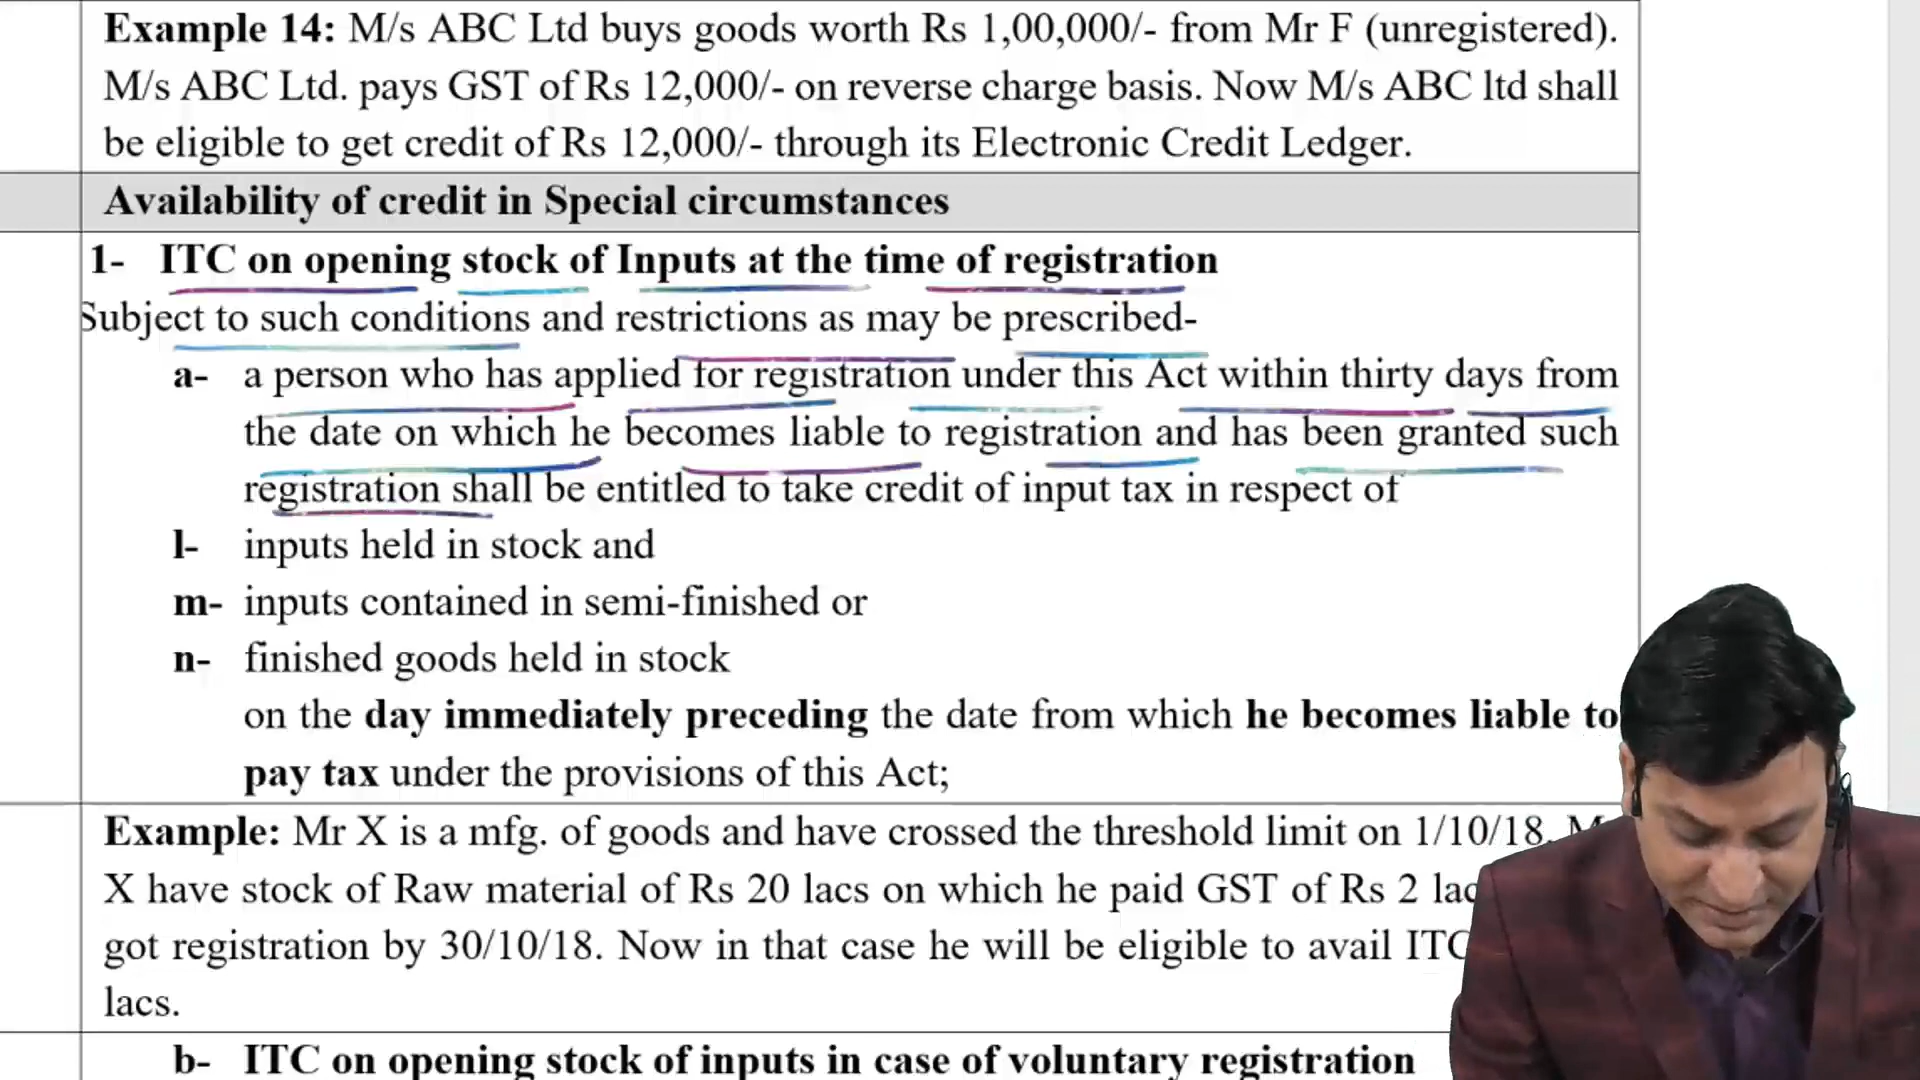 Example 14: M/s ABC Ltd buys goods worth Rs 1,00,000/- from Mr F (unregistered).
M/s ABC Ltd. pays GST of Rs 12,000/- on reverse charge basis. Now M/s ABC ltd shall
be eligible to get credit of Rs 12,000/- through its Electronic Credit Ledger.
Availability of credit in Special circumstances
1- ITC on opening stock of Inputs at the time of registration
Subject to such conditions and restrictions as may be prescribed-
a- a person who has applied for registration under this Act within thirty days from
the date on which he becomes liable to registration and has been granted such
registration shall be entitled to take credit of input tax in respect of
l- inputs held in stock and
m- inputs contained in semi-finished or
n- finished goods held in stock
on the day immediately preceding the date from which he becomes liable to
pay tax under the provisions of this Act;
Example: Mr X is a mfg. of goods and have crossed the threshold limit on 1/10/18.
X have stock of Raw material of Rs 20 lacs on which he paid GST of Rs 2
got registration by 30/10/18. Now in that case he will be eligible to avail ITC
lacs.
b- ITC on opening stock of inputs in case of voluntary registration